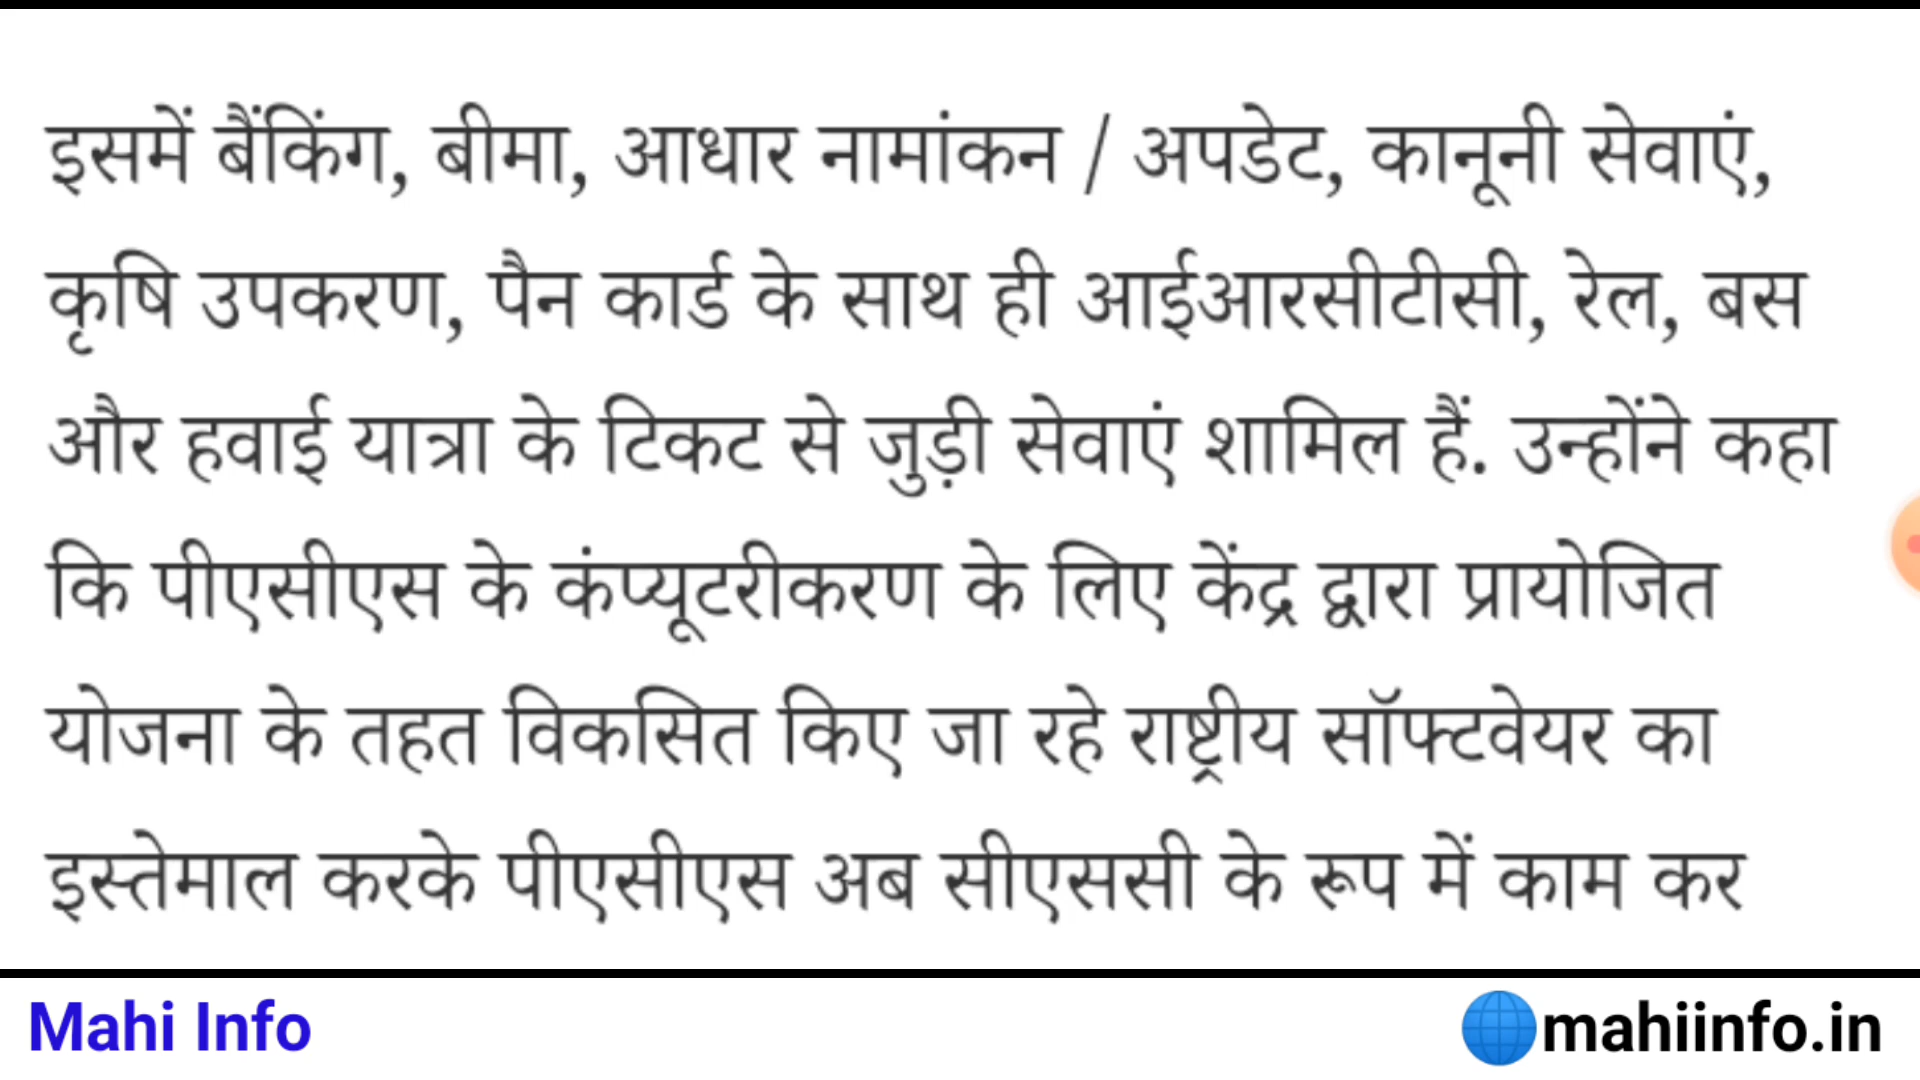 इसमें बैंकिंग, बीमा, आधार नामांकन / अपडेट, कानूनी सेवाएं,
कृषि उपकरण, पैन कार्ड के साथ ही आईआरसीटीसी, रेल, बस
और हवाई यात्रा के टिकट से जुड़ी सेवाएं शामिल हैं. उन्होंने कहा
कि पीएसीएस के कंप्यूटरीकरण के लिए केंद्र द्वारा प्रायोजित
योजना के तहत विकसित किए जा रहे राष्ट्रीय सॉफ्टवेयर का
इस्तेमाल करके पीएसीएस अब सीएससी के रूप में काम कर
Mahi Info
mahiinfo.in